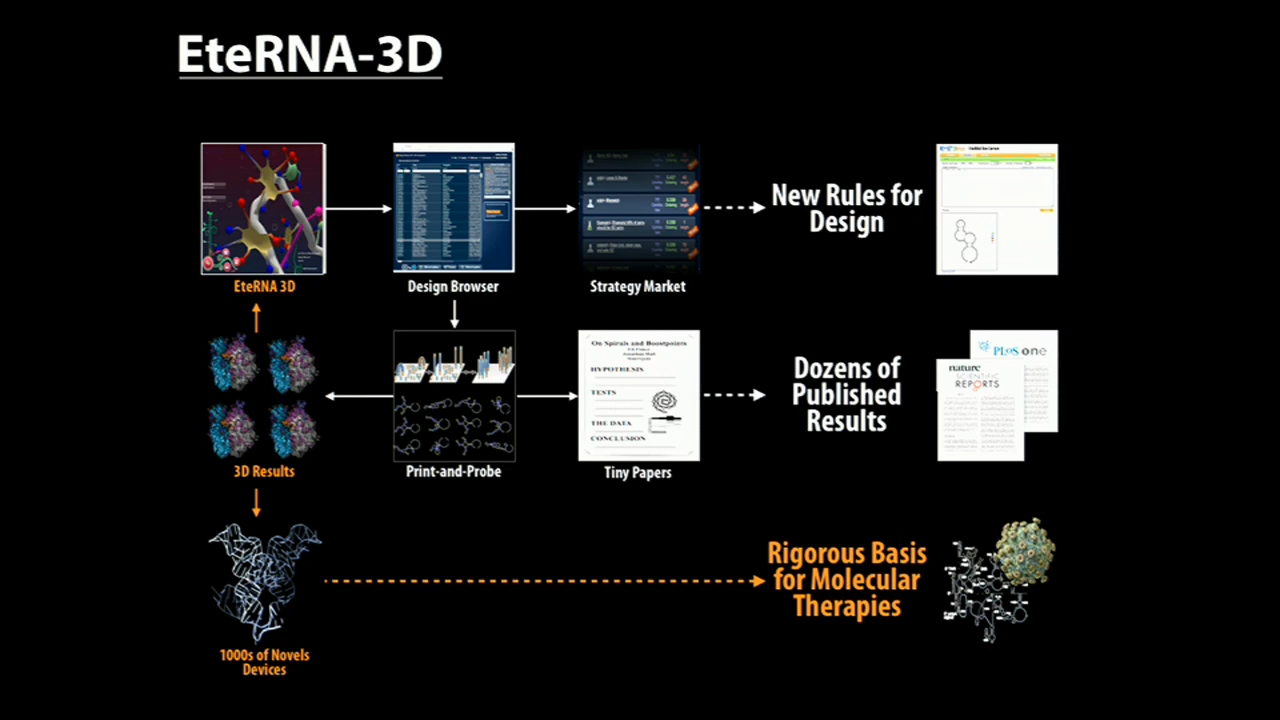 EteRNA-3D
New Rules for
Design
EteRNA 3D
Design Browser
Strategy Market
On Spirals and Boostpoints
HYPOTHESIS
TESTS
THE DATA
CONCLUSION
Dozens of
Published
Results
PLoS one
nature
SCIENTIFIC
REPORTS
3D Results
Print-and-Probe
Tiny Papers
Rigorous Basis
for Molecular
Therapies
1000s of Novels
Devices